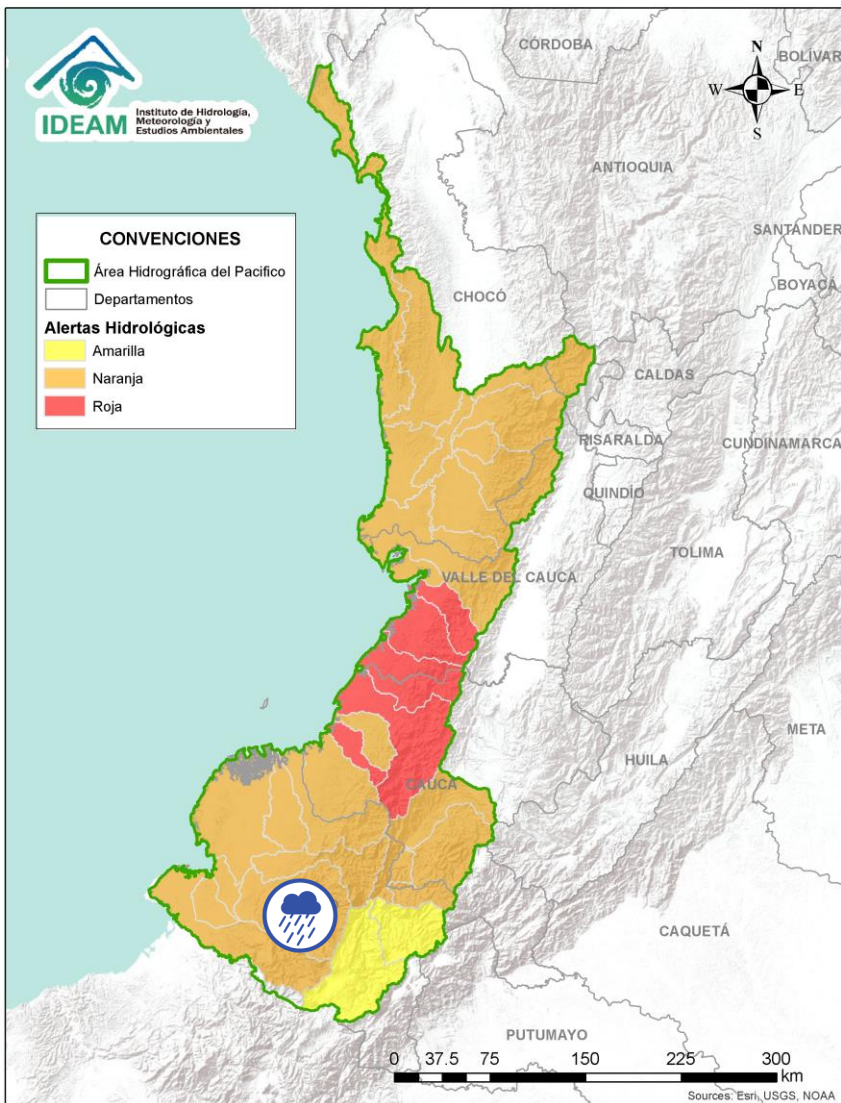 IDEAM
Instituto de Hidrología,
Meteorología y
Estudios Ambientales
CÓRDOBA
BOLÍVAR
N
W
E
S
ANTIOQUIA
SANTANDER
BOYACÁ
CONVENCIONES
Área Hidrográfica del Pacifico
Departamentos
Alertas Hidrológicas
Amarilla
Naranja
Roja
CHOCÓ
CALDAS
RISARALDA
CUNDINAMARCA
QUINDÍO
TOLIMA
VALLE DEL CAUCA
META
HUILA
CAUCA
CAQUETÁ
PUTUMAYO
0 37.5 75 150 225 300
km
Sources: Esri, USGS, NOAA